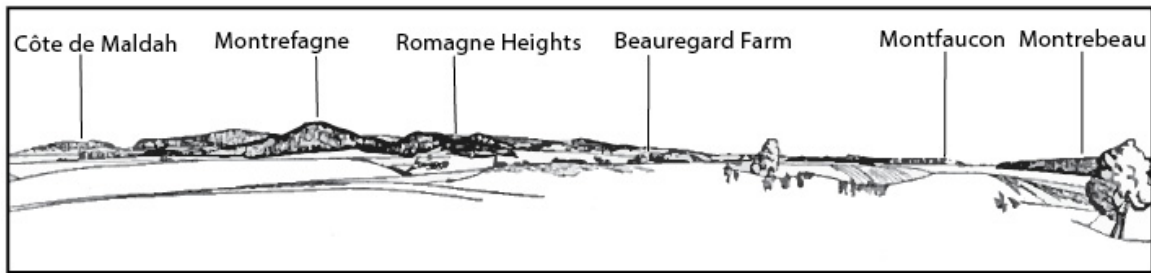 Côte de Maldah
Montrefagne
Romagne Heights
Beauregard Farm
Montfaucon
Montrebeau